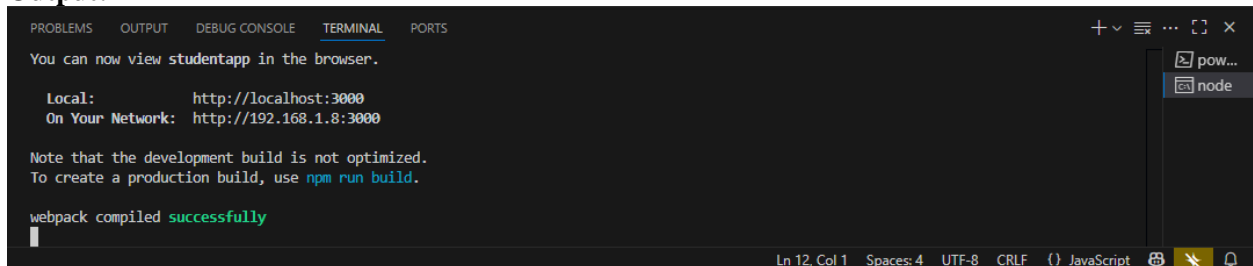 PROBLEMS OUTPUT DEBUG CONSOLE TERMINAL PORTS
You can now view studentapp in the browser.
pow...
Local: http://localhost:3000
node
On Your Network: http://192.168.1.8:3000
Note that the development build is not optimized.
To create a production build, use npm run build.
webpack compiled successfully
Ln 12, Col 1 Spaces: 4 UTF-8 CRLF {} JavaScript